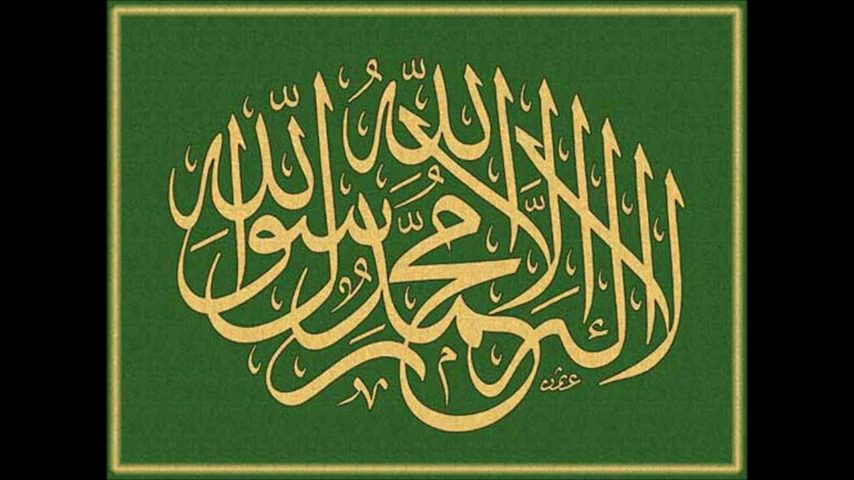 لا إله إلا الله محمد رسول الله